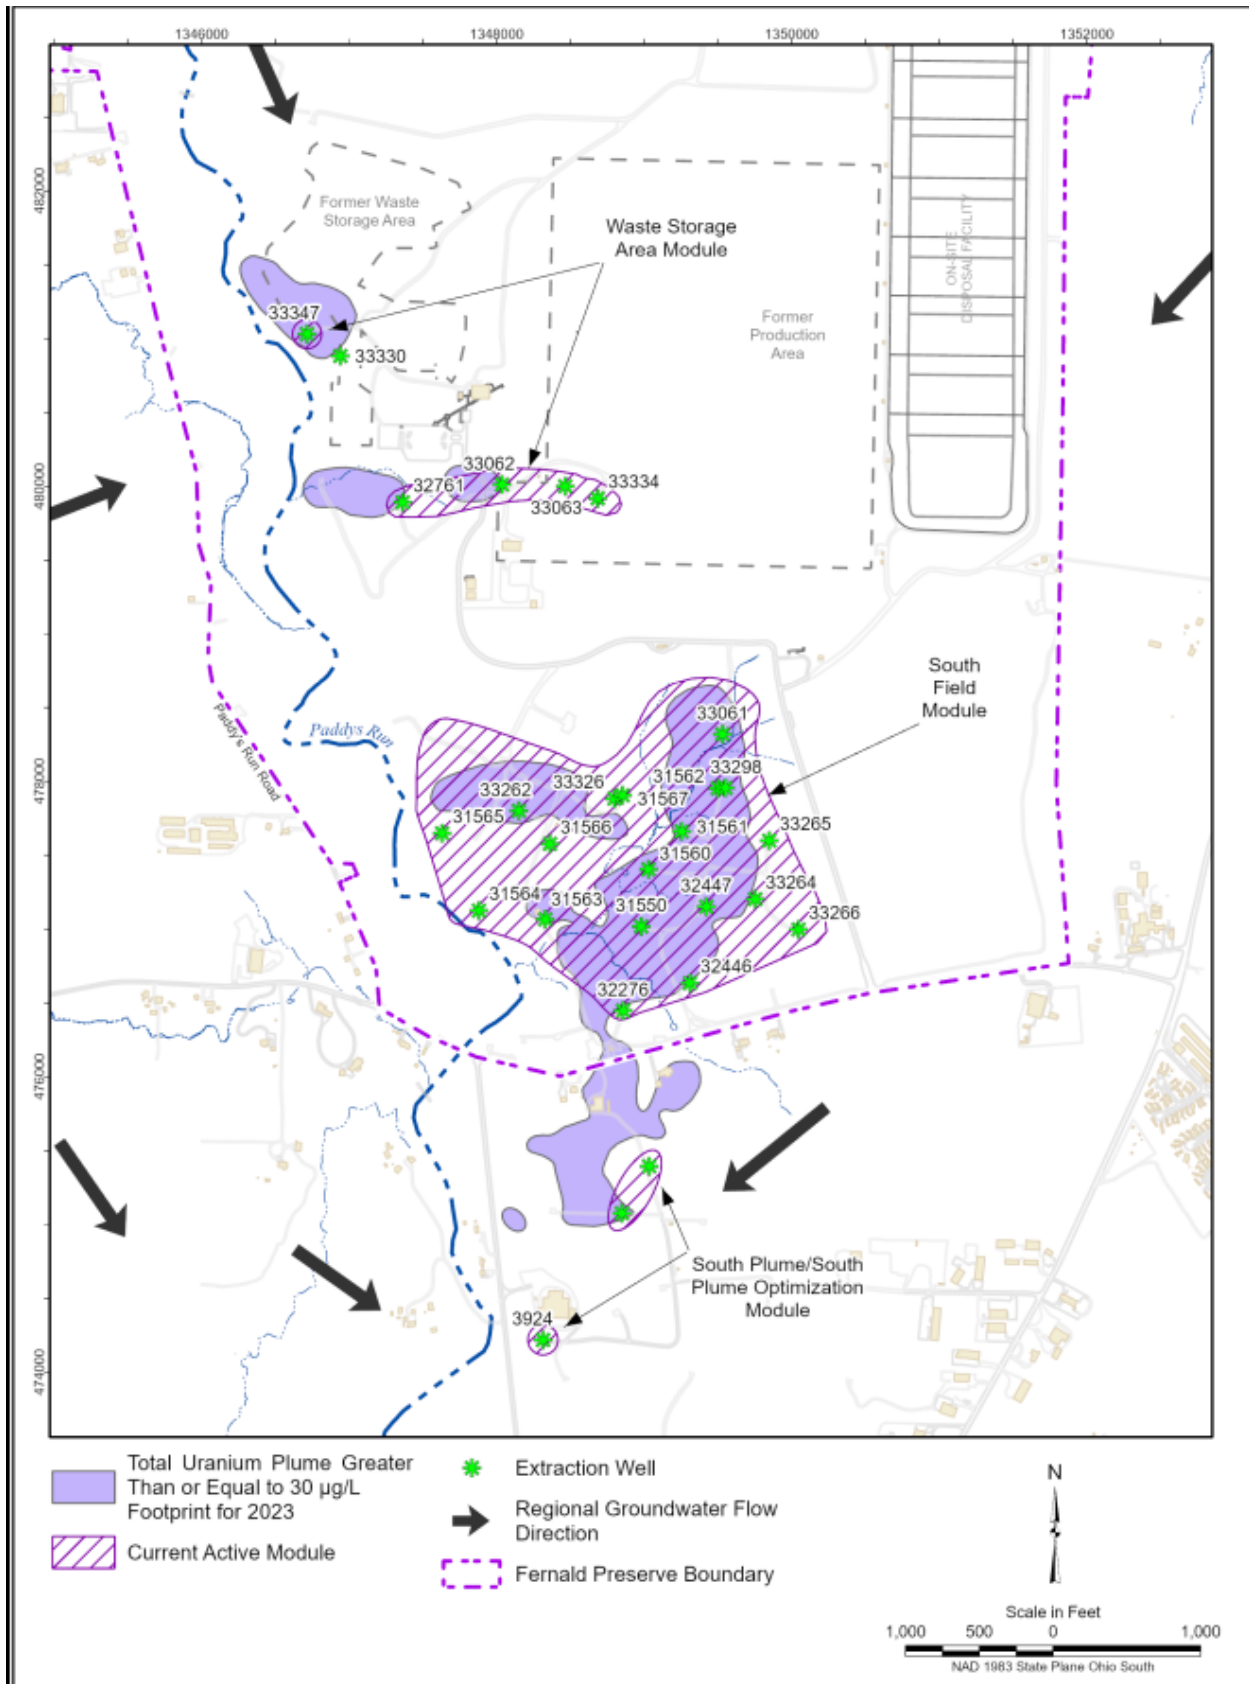 1346000
1348000
1350000
1352000
482000
480000
478000
476000
474000
Former Waste
Storage Area
Waste Storage
Area Module
ON-SITE
DISPOSAL FACILITY
Former
Production
Area
33347
33330
33062
32761
33334
33063
South
Field
Module
Paddy's Run Road
Paddys Run
33061
33262
33326
31562
33298
31567
31565
31566
31561
33265
31560
31564
31563
32447
33264
31550
33266
32446
32276
South Plume/South
Plume Optimization
Module
3924
Total Uranium Plume Greater
Than or Equal to 30 µg/L
Footprint for 2023
Current Active Module
Extraction Well
Regional Groundwater Flow
Direction
Fernald Preserve Boundary
N
Scale in Feet
1,000 500 0 1,000
NAD 1983 State Plane Ohio South